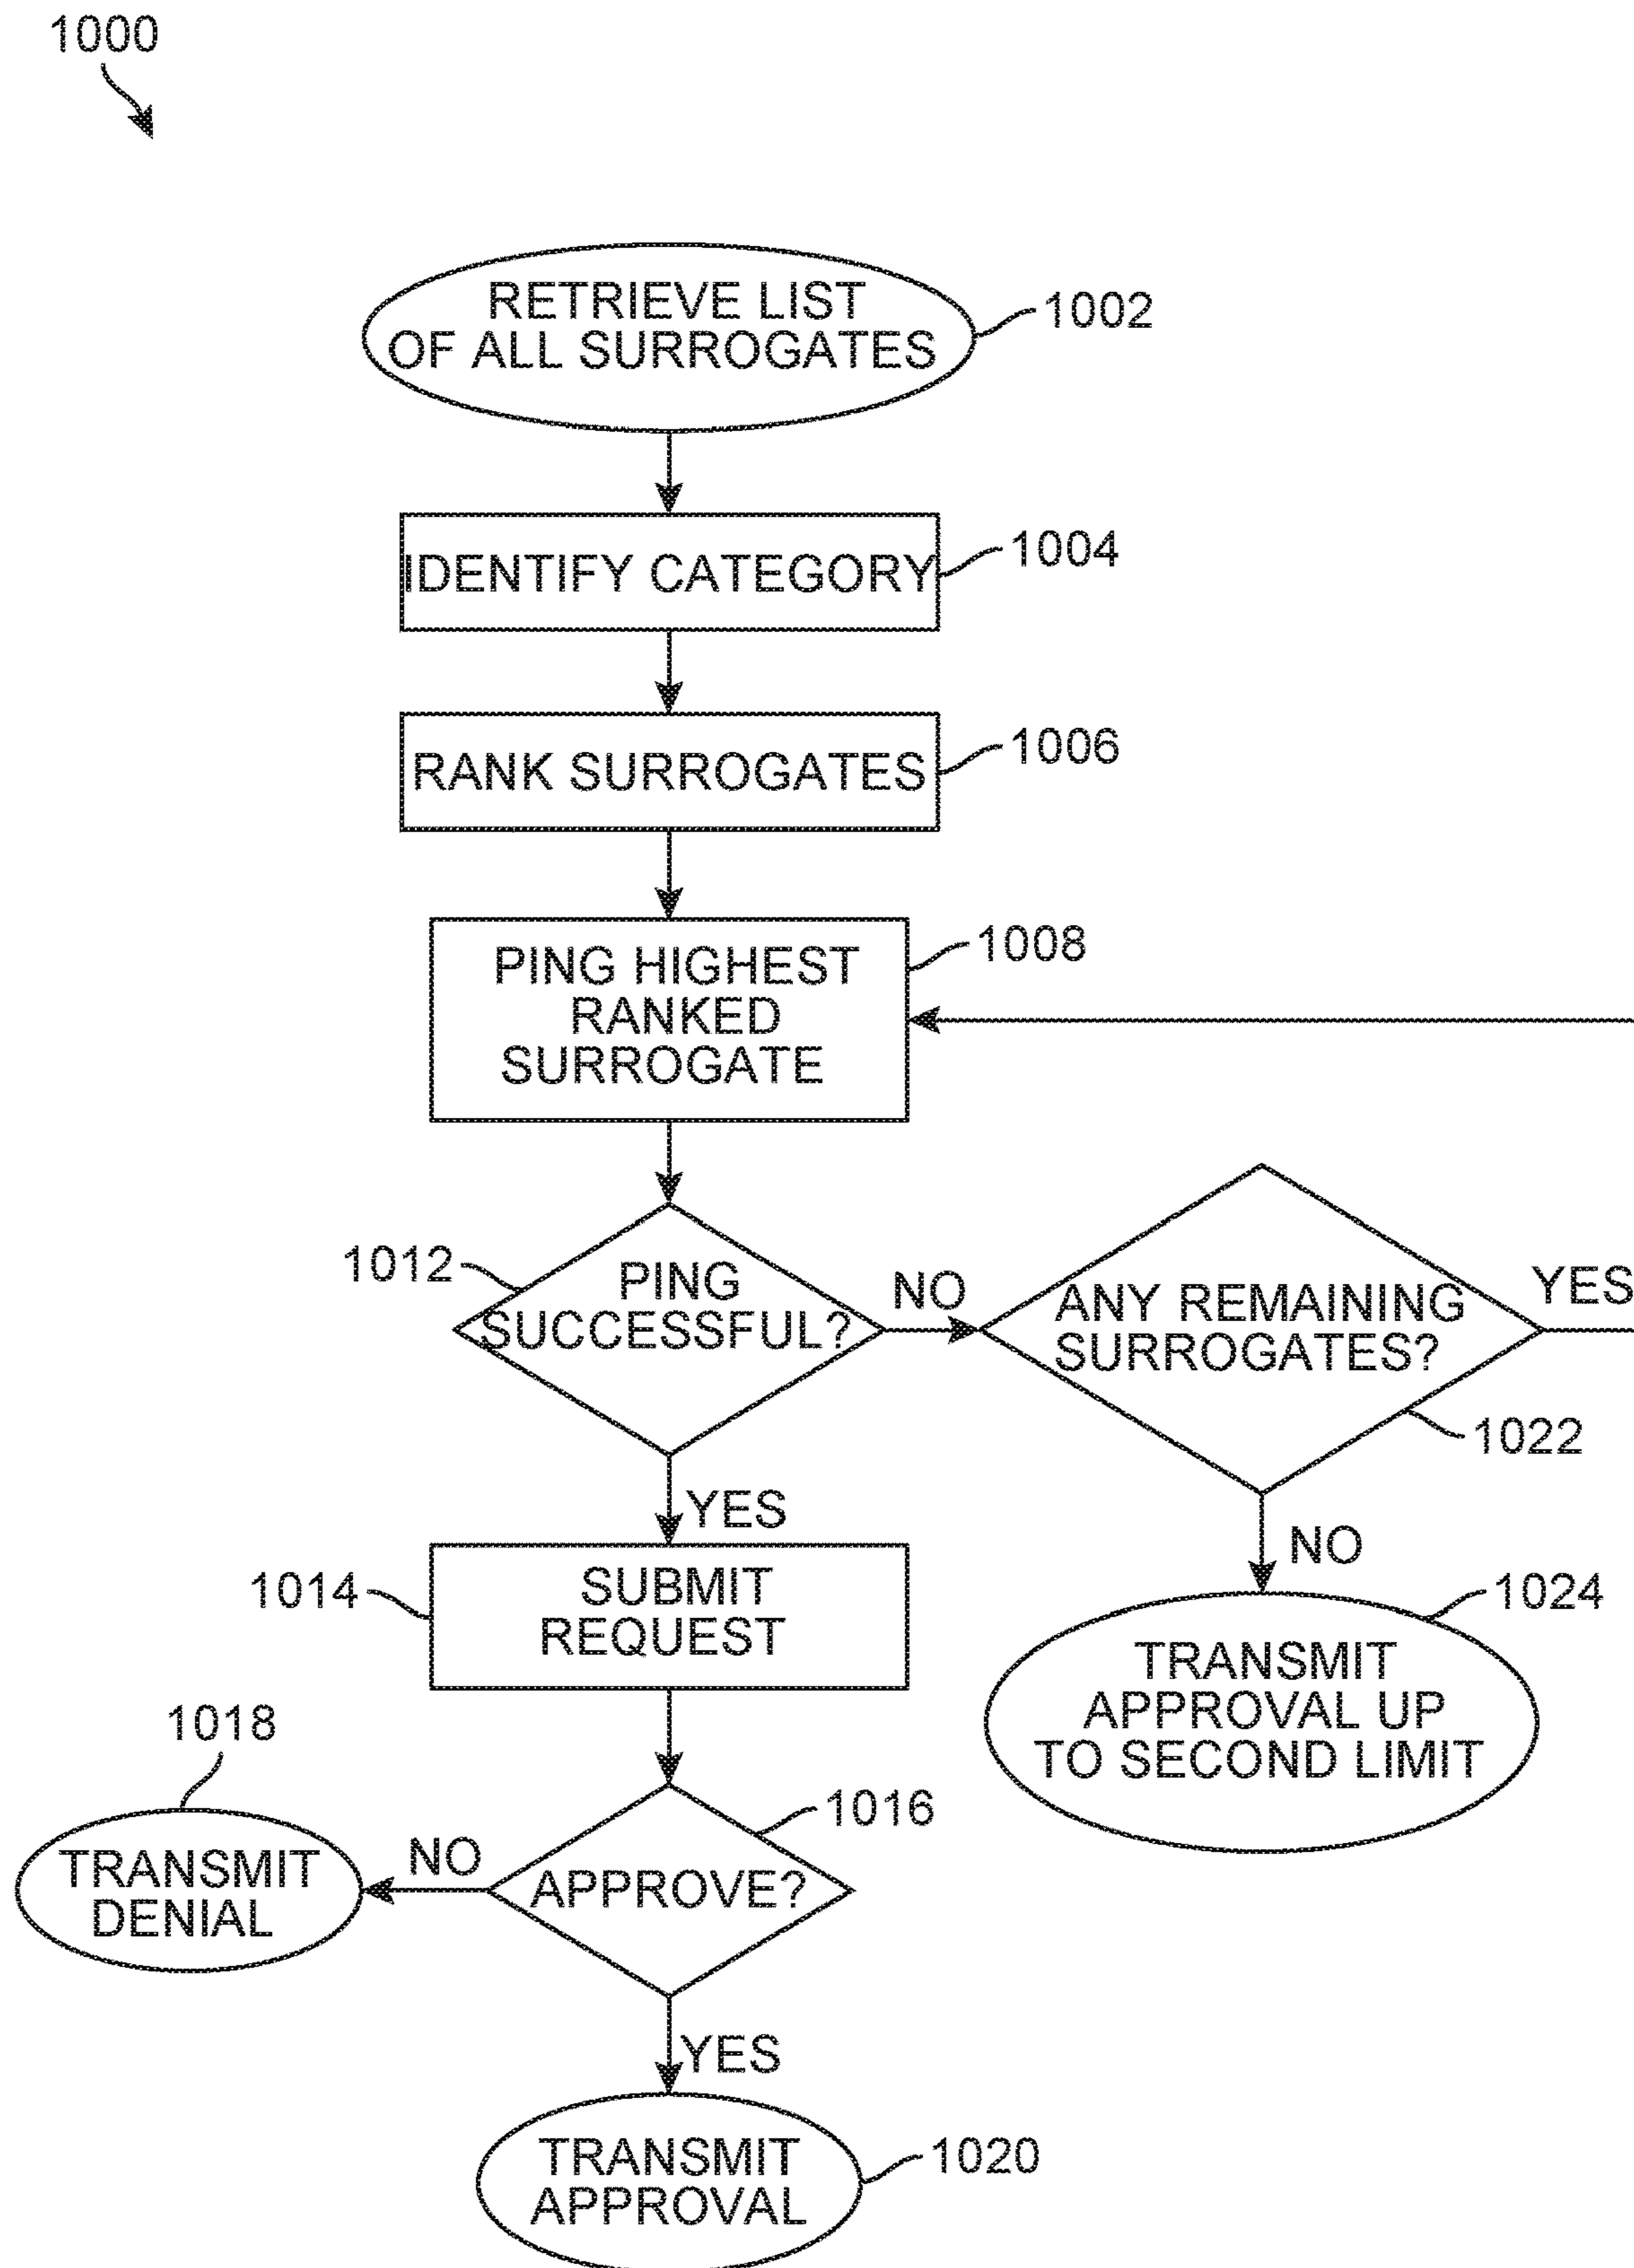 1000
RETRIEVE LIST
OF ALL SURROGATES
1002
IDENTIFY CATEGORY
1004
RANK SURROGATES
1006
PING HIGHEST
RANKED
SURROGATE
1008
1012
PING
SUCCESSFUL?
NO
ANY REMAINING
SURROGATES?
YES
1022
YES
NO
1014
SUBMIT
REQUEST
1024
TRANSMIT
APPROVAL UP
TO SECOND LIMIT
1018
TRANSMIT
DENIAL
NO
1016
APPROVE?
YES
TRANSMIT
APPROVAL
1020